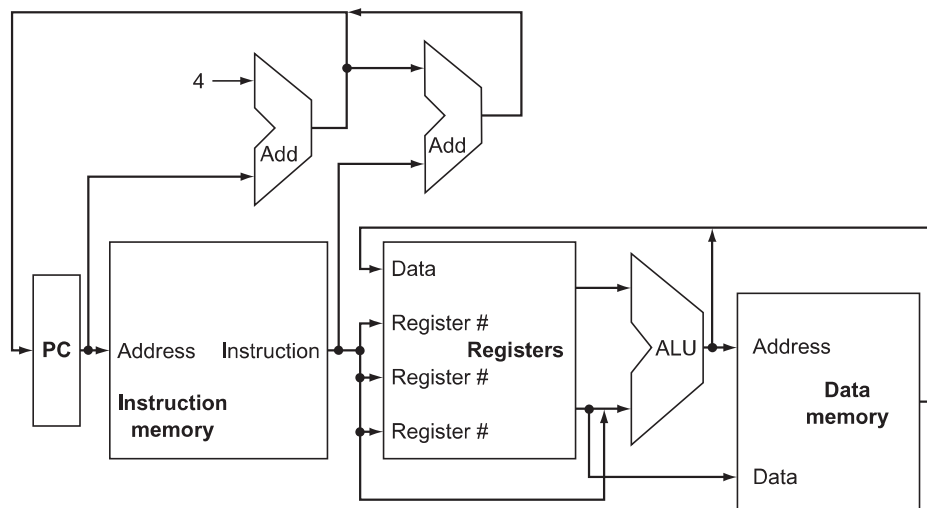 4
Add
Add
Data
Register #
PC
Address
Instruction
Registers
ALU
Address
Register #
Instruction
memory
Data
memory
Register #
Data